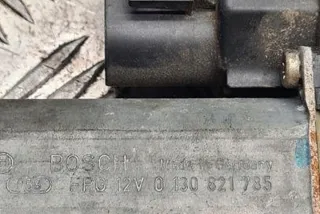 BOSCH Made in Germany
FPG 12V 0 130 821 785